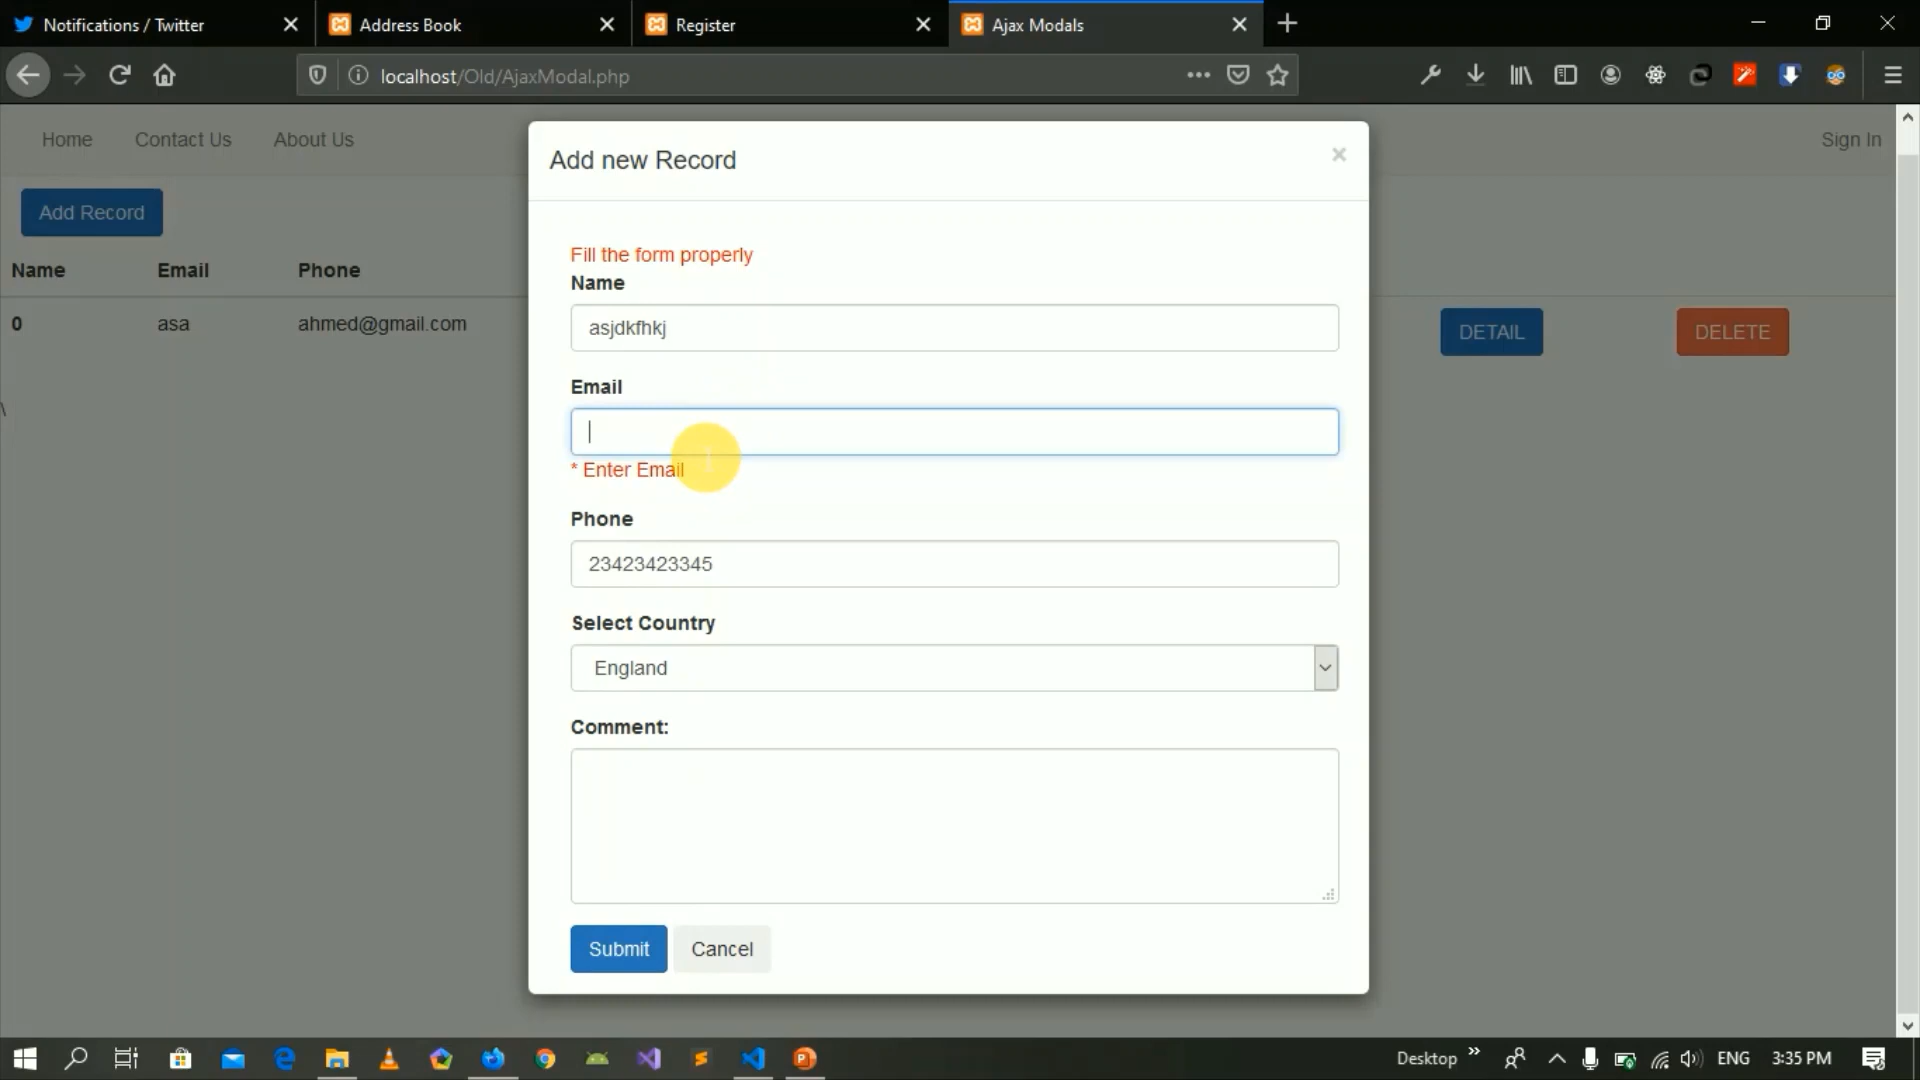 Notifications / Twitter
Address Book
Register
Ajax Modals
localhost/Old/AjaxModal.php
Home
Contact Us
About Us
Sign In
Add Record
Name
Email
Phone
0
asa
ahmed@gmail.com
DETAIL
DELETE
\
Add new Record
×
Fill the form properly
Name
asjdkfhkj
Email
* Enter Email
Phone
23423423345
Select Country
England
Comment:
Submit
Cancel
Desktop
ENG
3:35 PM